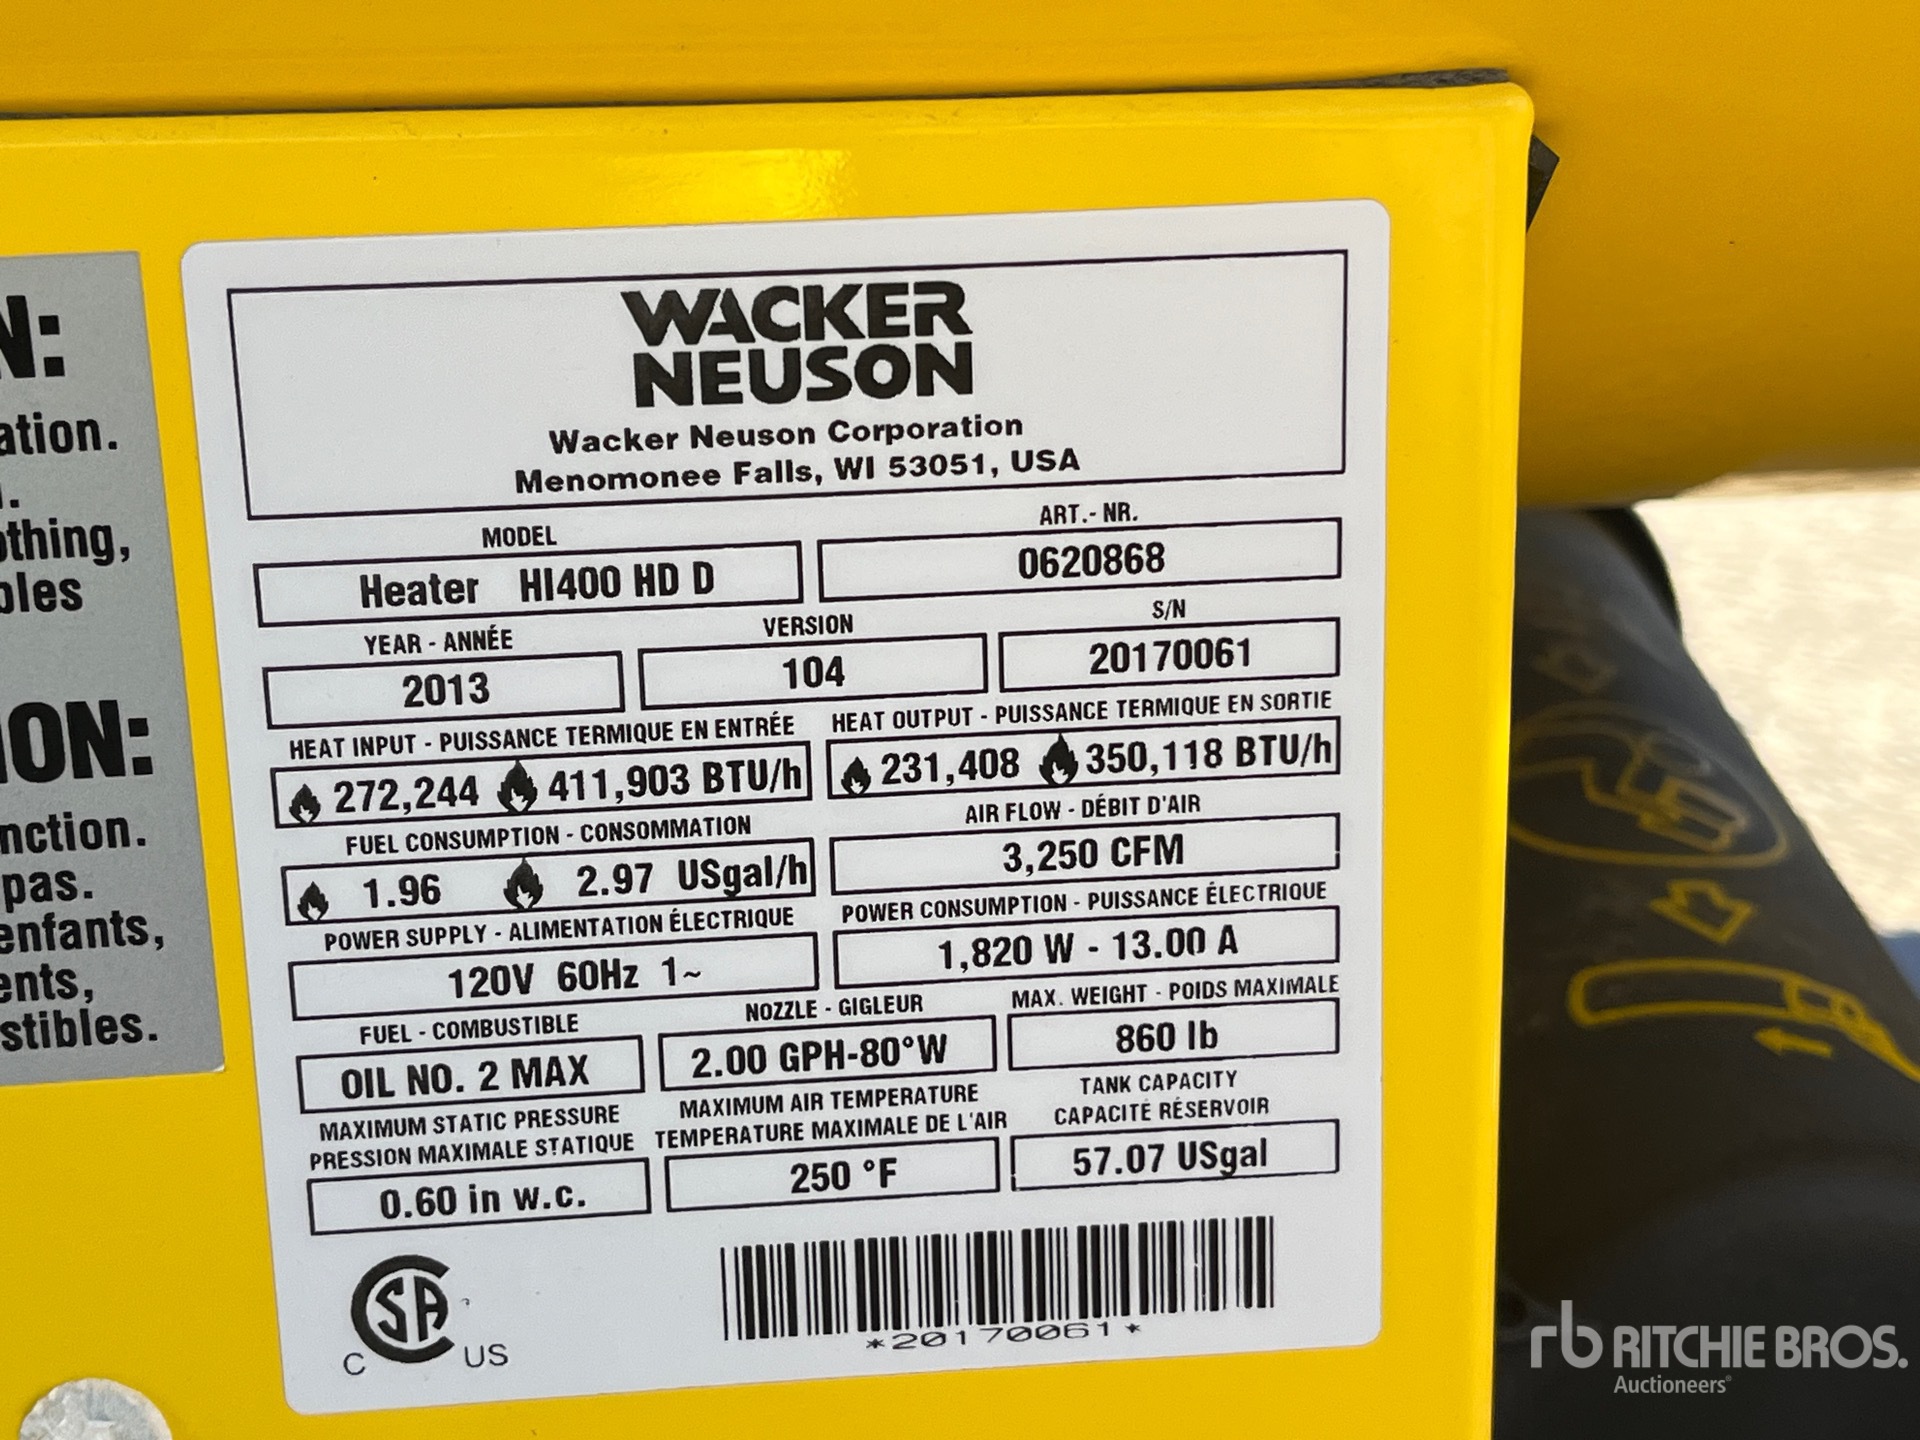 N:
ation.
othing,
bles
ION:
nction.
pas.
enfants,
ents,
stibles.
WACKER
NEUSON
Wacker Neuson Corporation
Menomonee Falls, WI 53051, USA
MODEL
Heater HI400 HD D
ART.- NR.
0620868
YEAR - ANNÉE
2013
VERSION
104
S/N
20170061
HEAT INPUT - PUISSANCE TERMIQUE EN ENTRÉE
272,244 411,903 BTU/h
HEAT OUTPUT - PUISSANCE TERMIQUE EN SORTIE
231,408 350,118 BTU/h
FUEL CONSUMPTION - CONSOMMATION
1.96 2.97 USgal/h
AIR FLOW - DÉBIT D'AIR
3,250 CFM
POWER SUPPLY - ALIMENTATION ÉLECTRIQUE
120V 60Hz 1~
POWER CONSUMPTION - PUISSANCE ÉLECTRIQUE
1,820 W - 13.00 A
FUEL - COMBUSTIBLE
OIL NO. 2 MAX
NOZZLE - GIGLEUR
2.00 GPH-80°W
MAX. WEIGHT - POIDS MAXIMALE
860 lb
MAXIMUM STATIC PRESSURE
PRESSION MAXIMALE STATIQUE
0.60 in w.c.
MAXIMUM AIR TEMPERATURE
TEMPERATURE MAXIMALE DE L'AIR
250 °F
TANK CAPACITY
CAPACITÉ RÉSERVOIR
57.07 USgal
C SA US
*20170061*
rb RITCHIE BROS.
Auctioneers